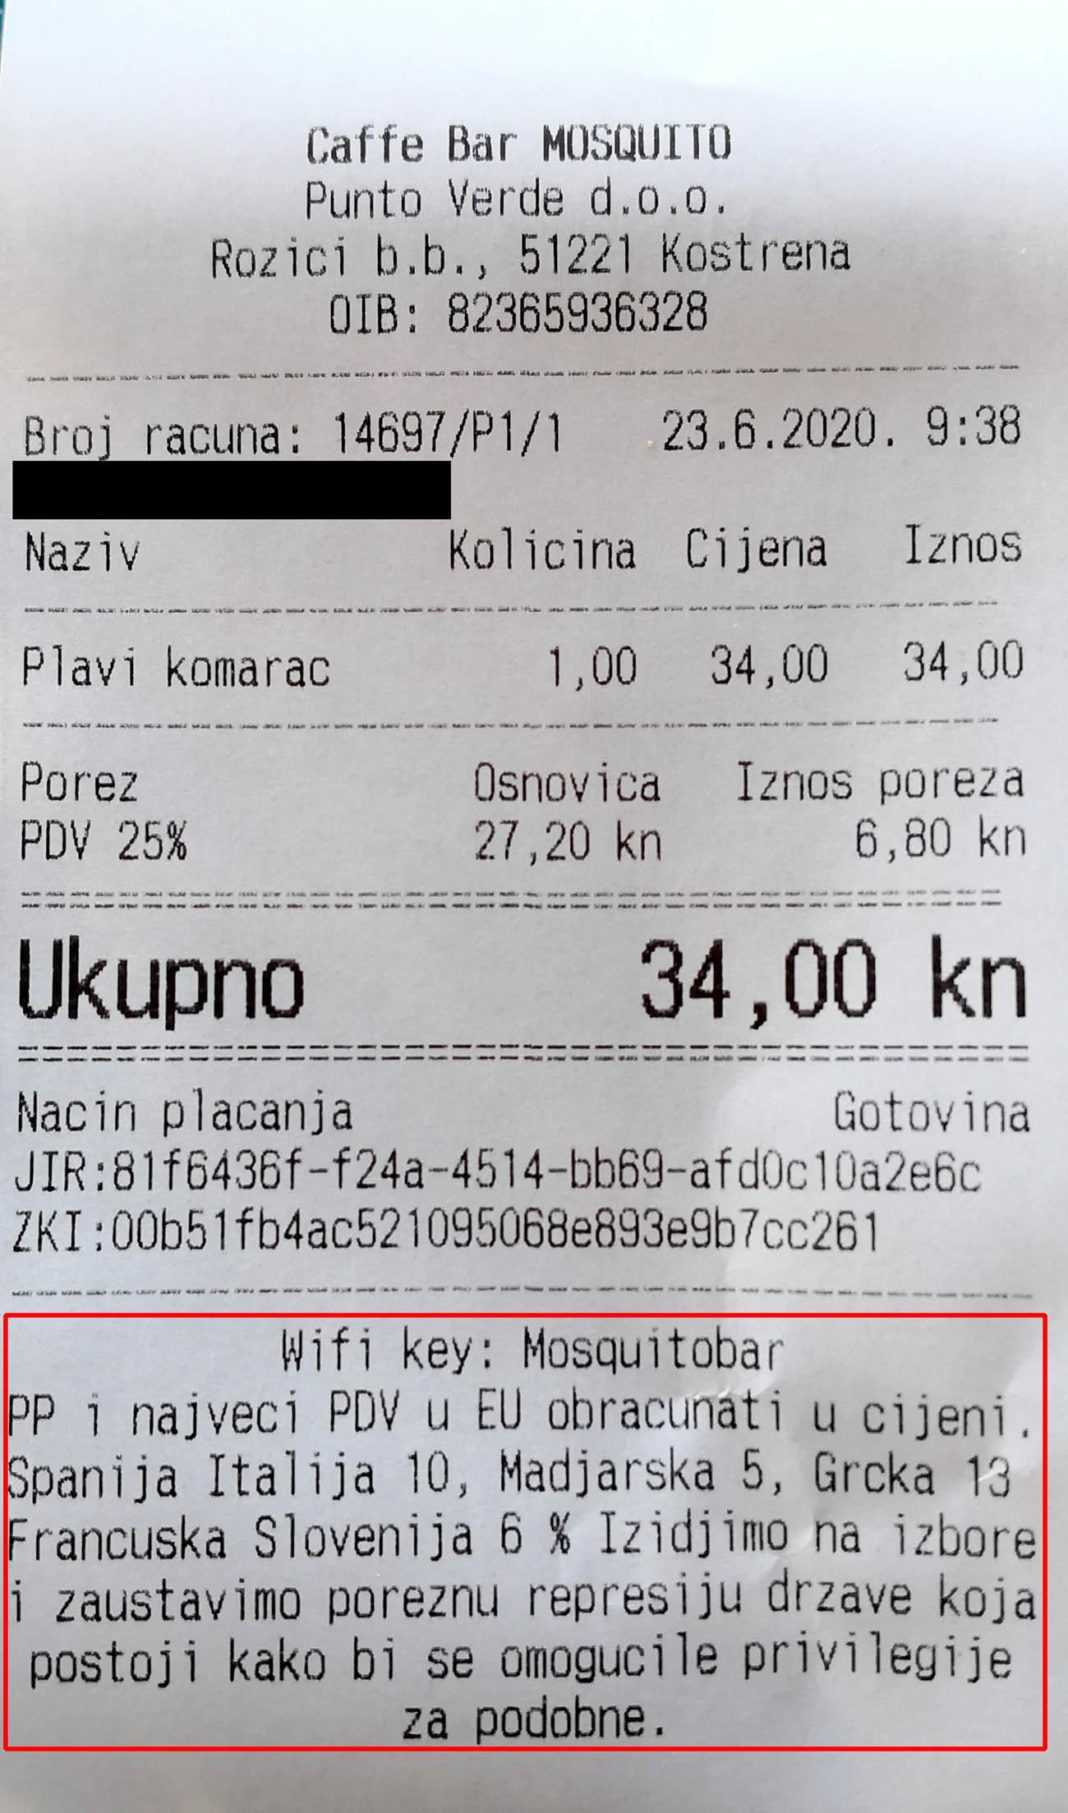 Caffe Bar MOSQUITO
Punto Verde d.o.o.
Rozici b.b., 51221 Kostrena
OIB: 82365936328
Broj racuna: 14697/P1/1 23.6.2020. 9:38
Naziv Kolicina Cijena Iznos
Plavi komarac 1,00 34,00 34,00
Porez Osnovica Iznos poreza
PDV 25% 27,20 kn 6,80 kn
Ukupno 34,00 kn
Nacin placanja Gotovina
JIR:81f6436f-f24a-4514-bb69-afd0c10a2e6c
ZKI:00b51fb4ac521095068e893e9b7cc261
Wifi key: Mosquitobar
PP i najveci PDV u EU obracunati u cijeni.
Spanija Italija 10, Madjarska 5, Grcka 13
Francuska Slovenija 6 % Izidjimo na izbore
i zaustavimo poreznu represiju drzave koja
postoji kako bi se omogucile privilegije
za podobne.